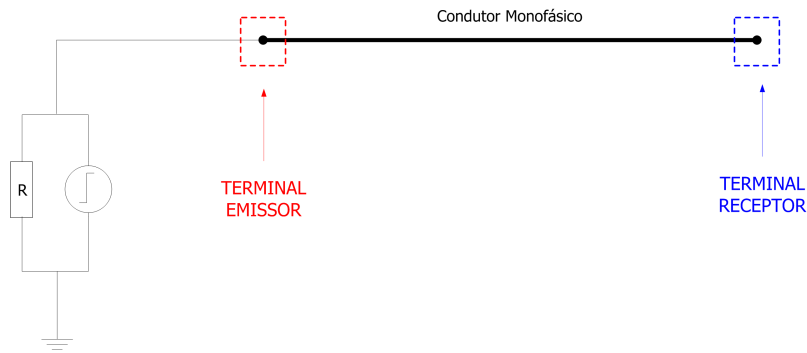 Condutor Monofásico
R
TERMINAL
EMISSOR
TERMINAL
RECEPTOR